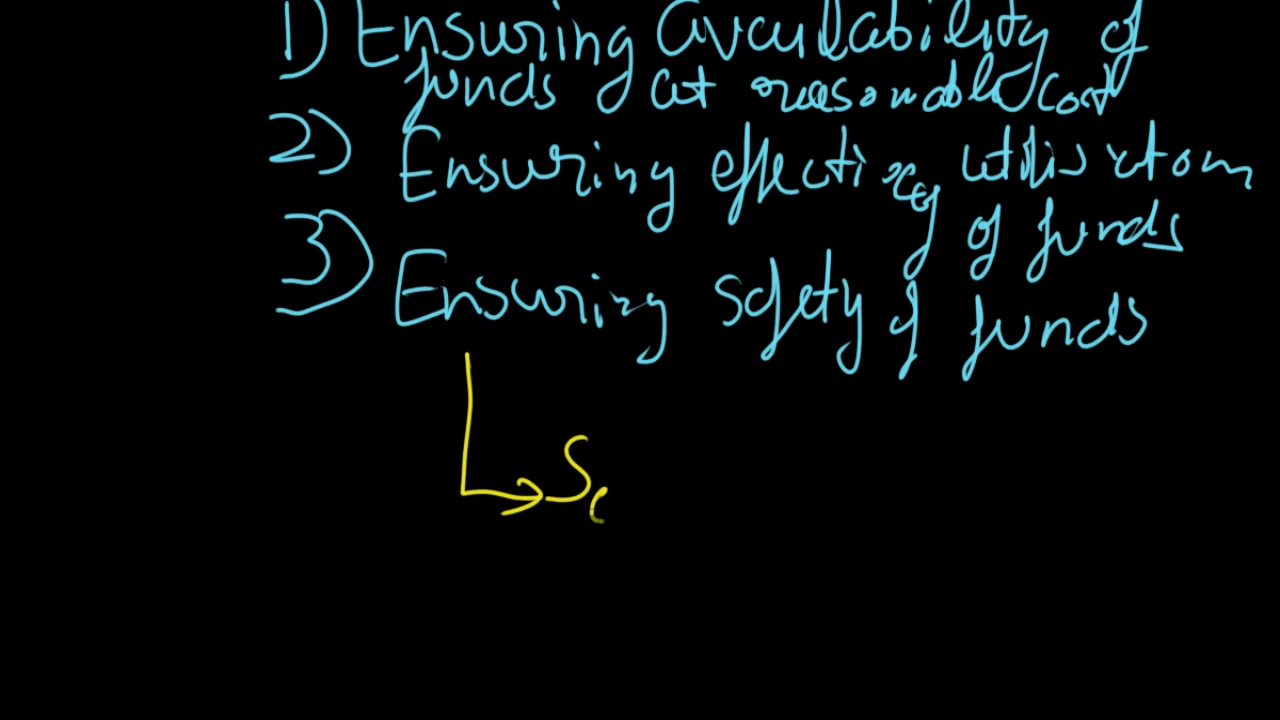 1) Ensuring availability of
funds at reasonable cost
2) Ensuring effective utilisation
of funds
3) Ensuring safety of funds
→ Se